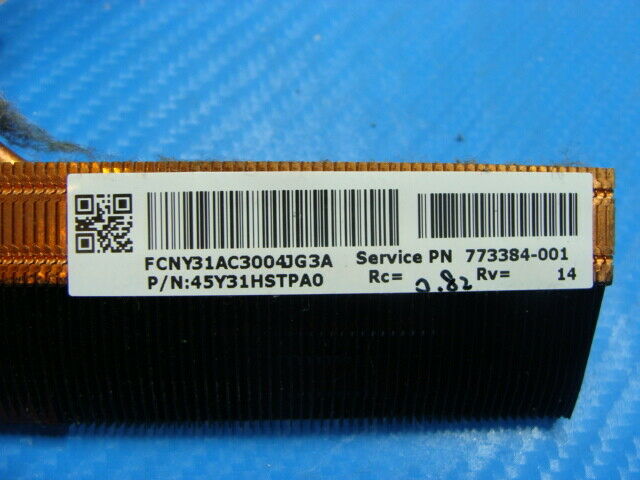 FCNY31AC3004JG3A Service PN 773384-001
P/N:45Y31HSTPA0 Rc= 0.82 Rv= 14